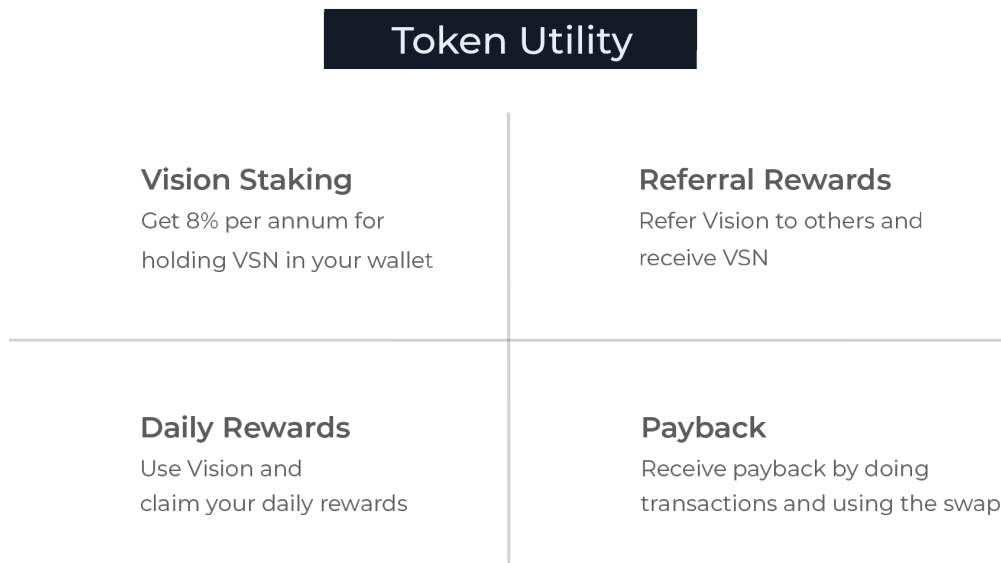 Token Utility
Vision Staking
Get 8% per annum for
holding VSN in your wallet
Referral Rewards
Refer Vision to others and
receive VSN
Daily Rewards
Use Vision and
claim your daily rewards
Payback
Receive payback by doing
transactions and using the swap